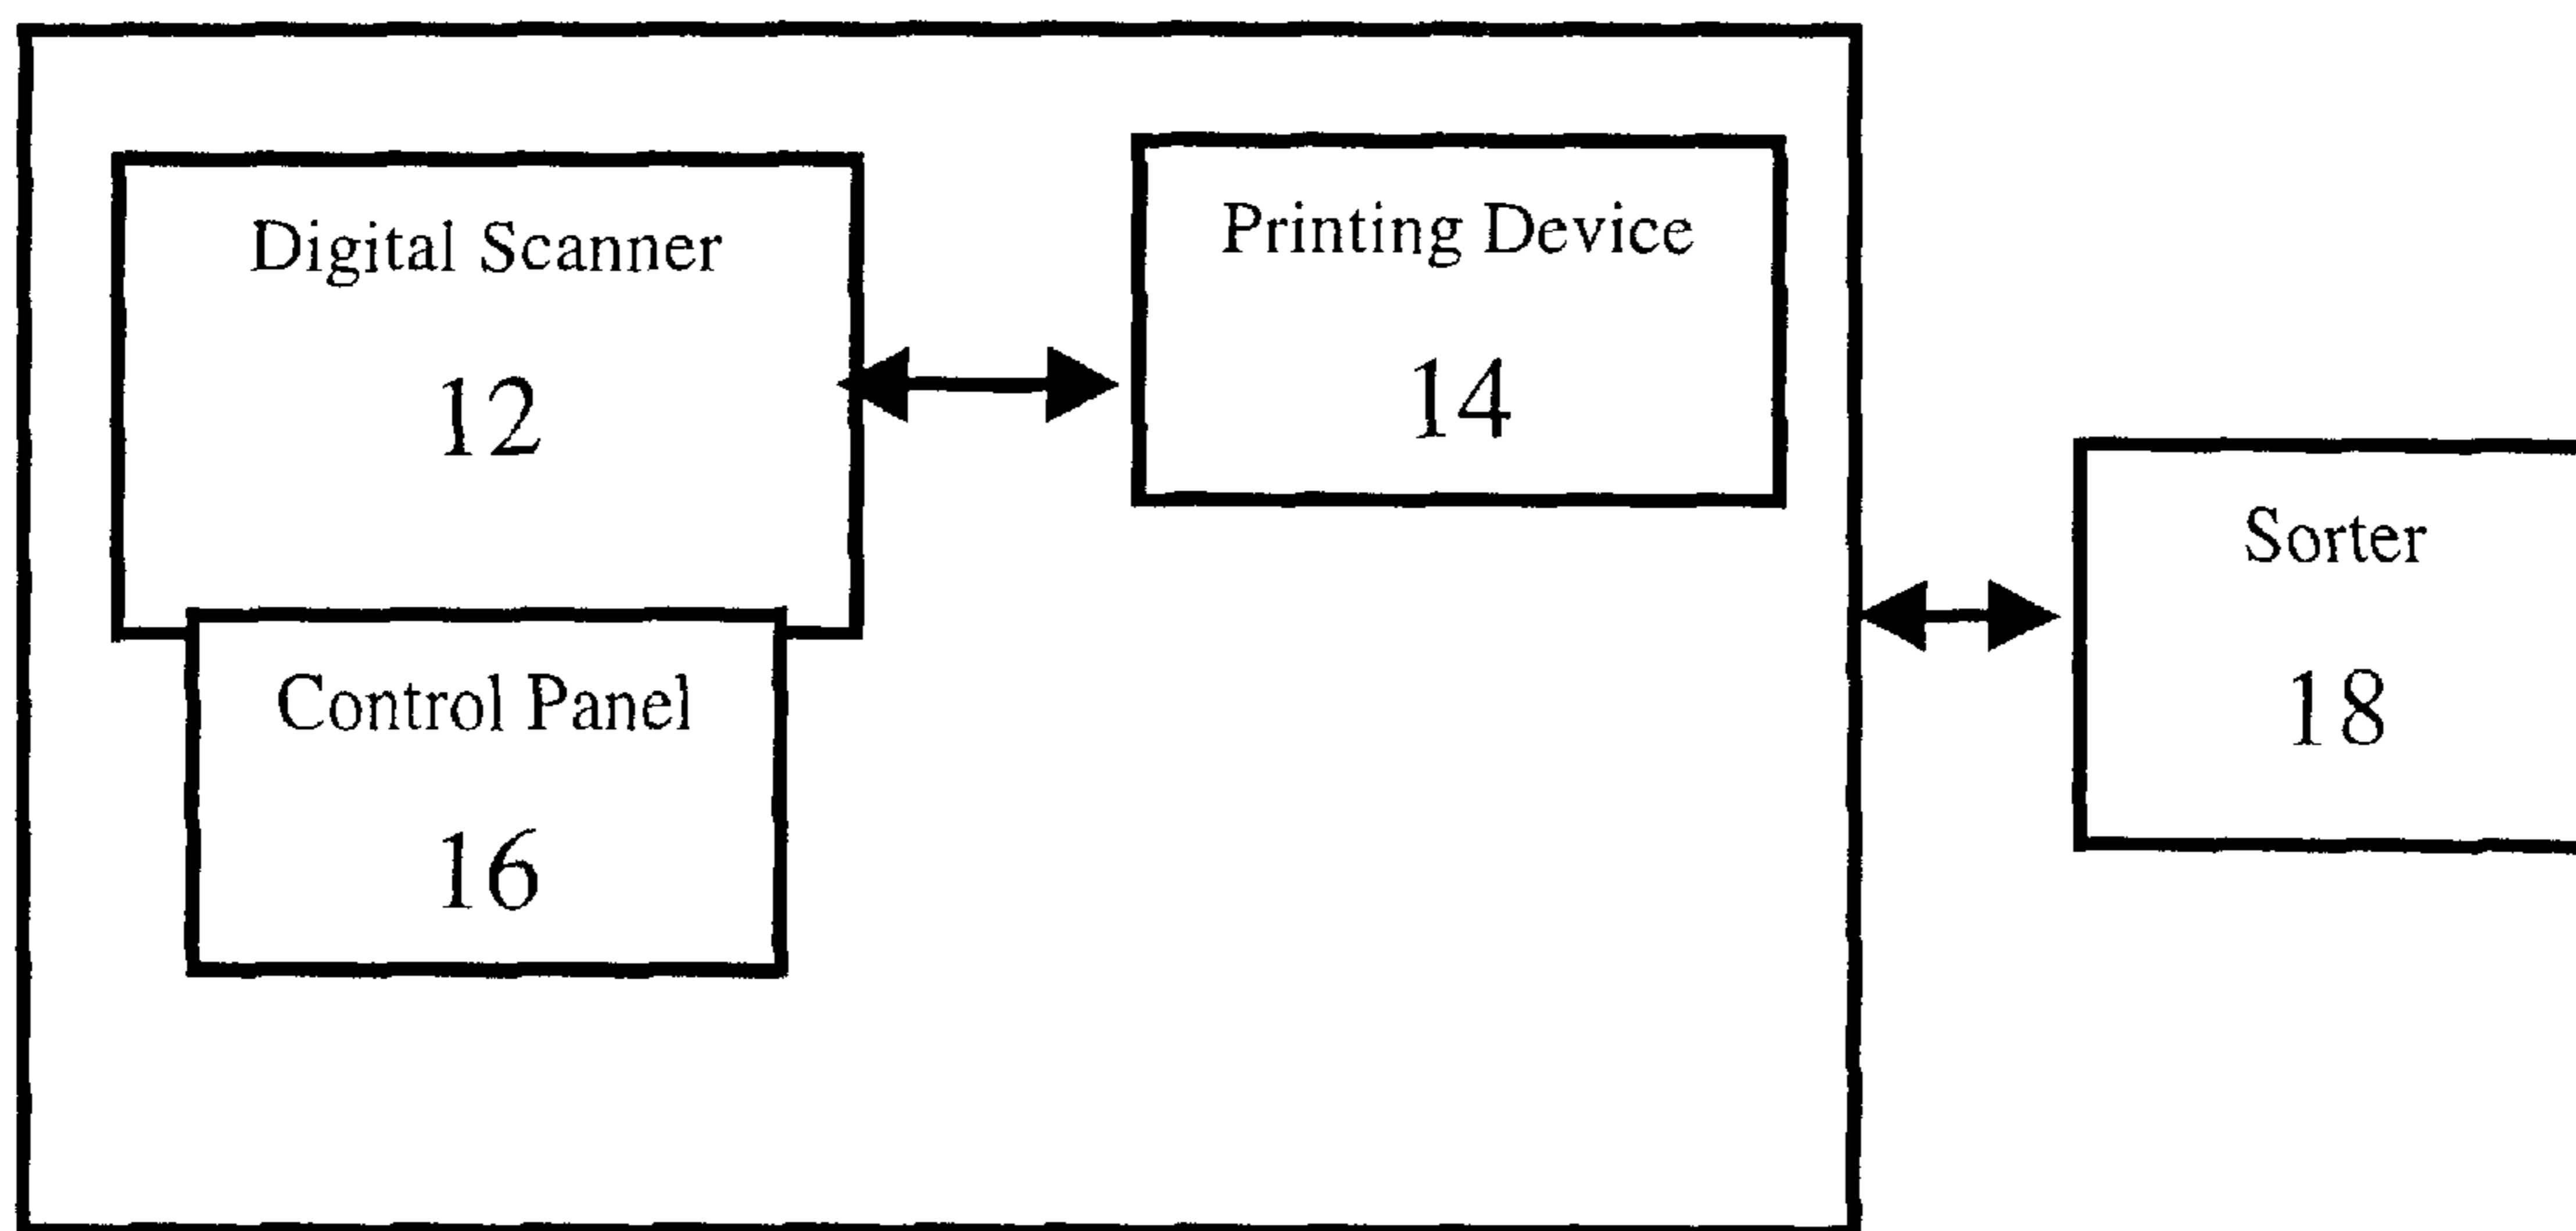 Digital Scanner
12
Printing Device
14
Control Panel
16
Sorter
18